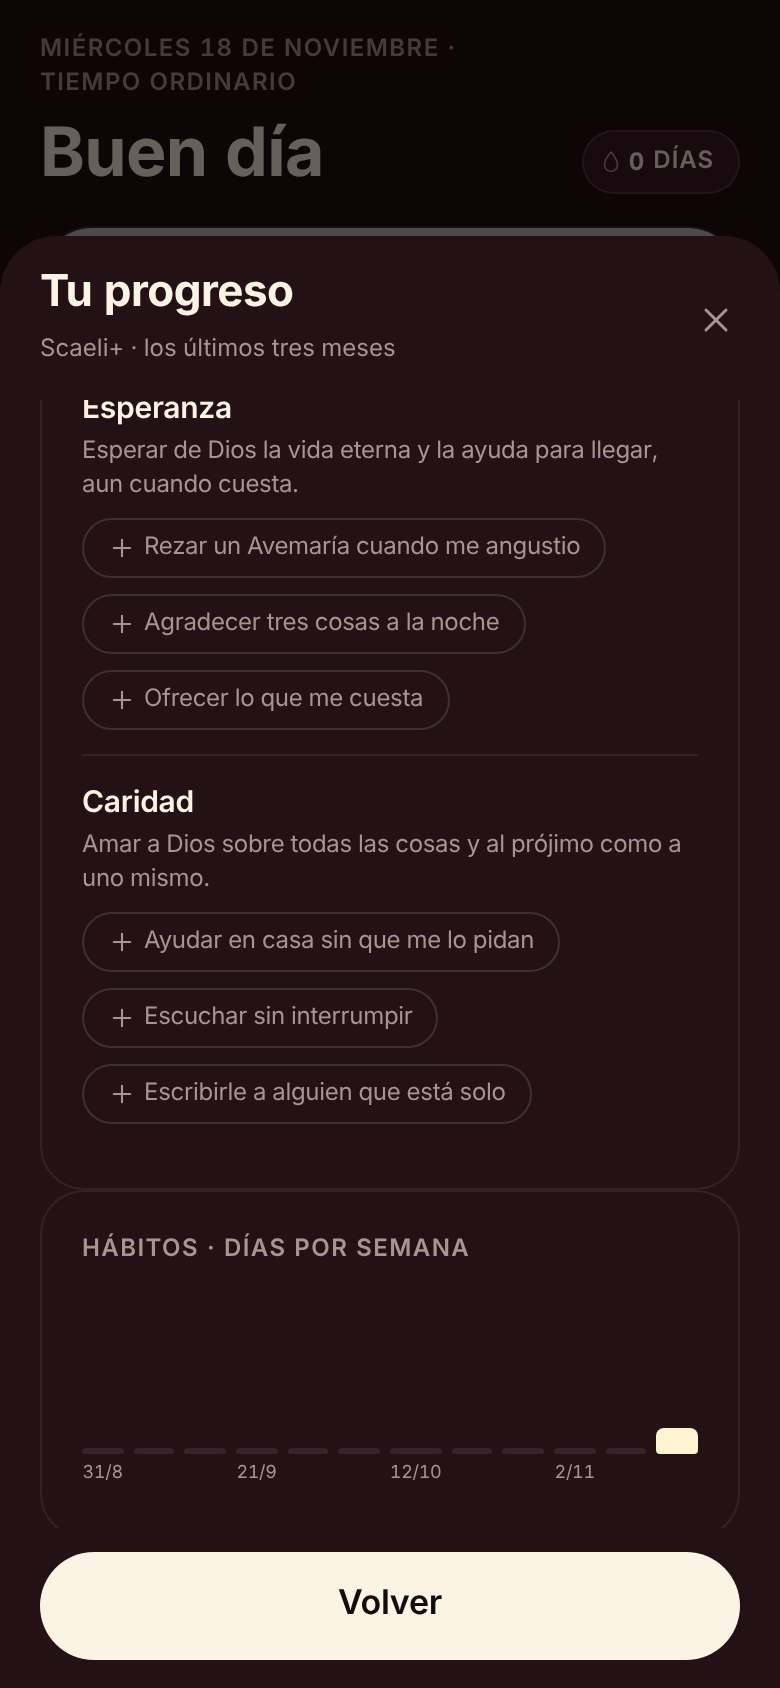 MIÉRCOLES 18 DE NOVIEMBRE ·
TIEMPO ORDINARIO
Buen día
0 DÍAS
Tu progreso
Scaeli+ · los últimos tres meses
Esperanza
Esperar de Dios la vida eterna y la ayuda para llegar,
aun cuando cuesta.
+ Rezar un Avemaría cuando me angustio
+ Agradecer tres cosas a la noche
+ Ofrecer lo que me cuesta
Caridad
Amar a Dios sobre todas las cosas y al prójimo como a
uno mismo.
+ Ayudar en casa sin que me lo pidan
+ Escuchar sin interrumpir
+ Escribirle a alguien que está solo
HÁBITOS · DÍAS POR SEMANA
31/8 21/9 12/10 2/11
Volver